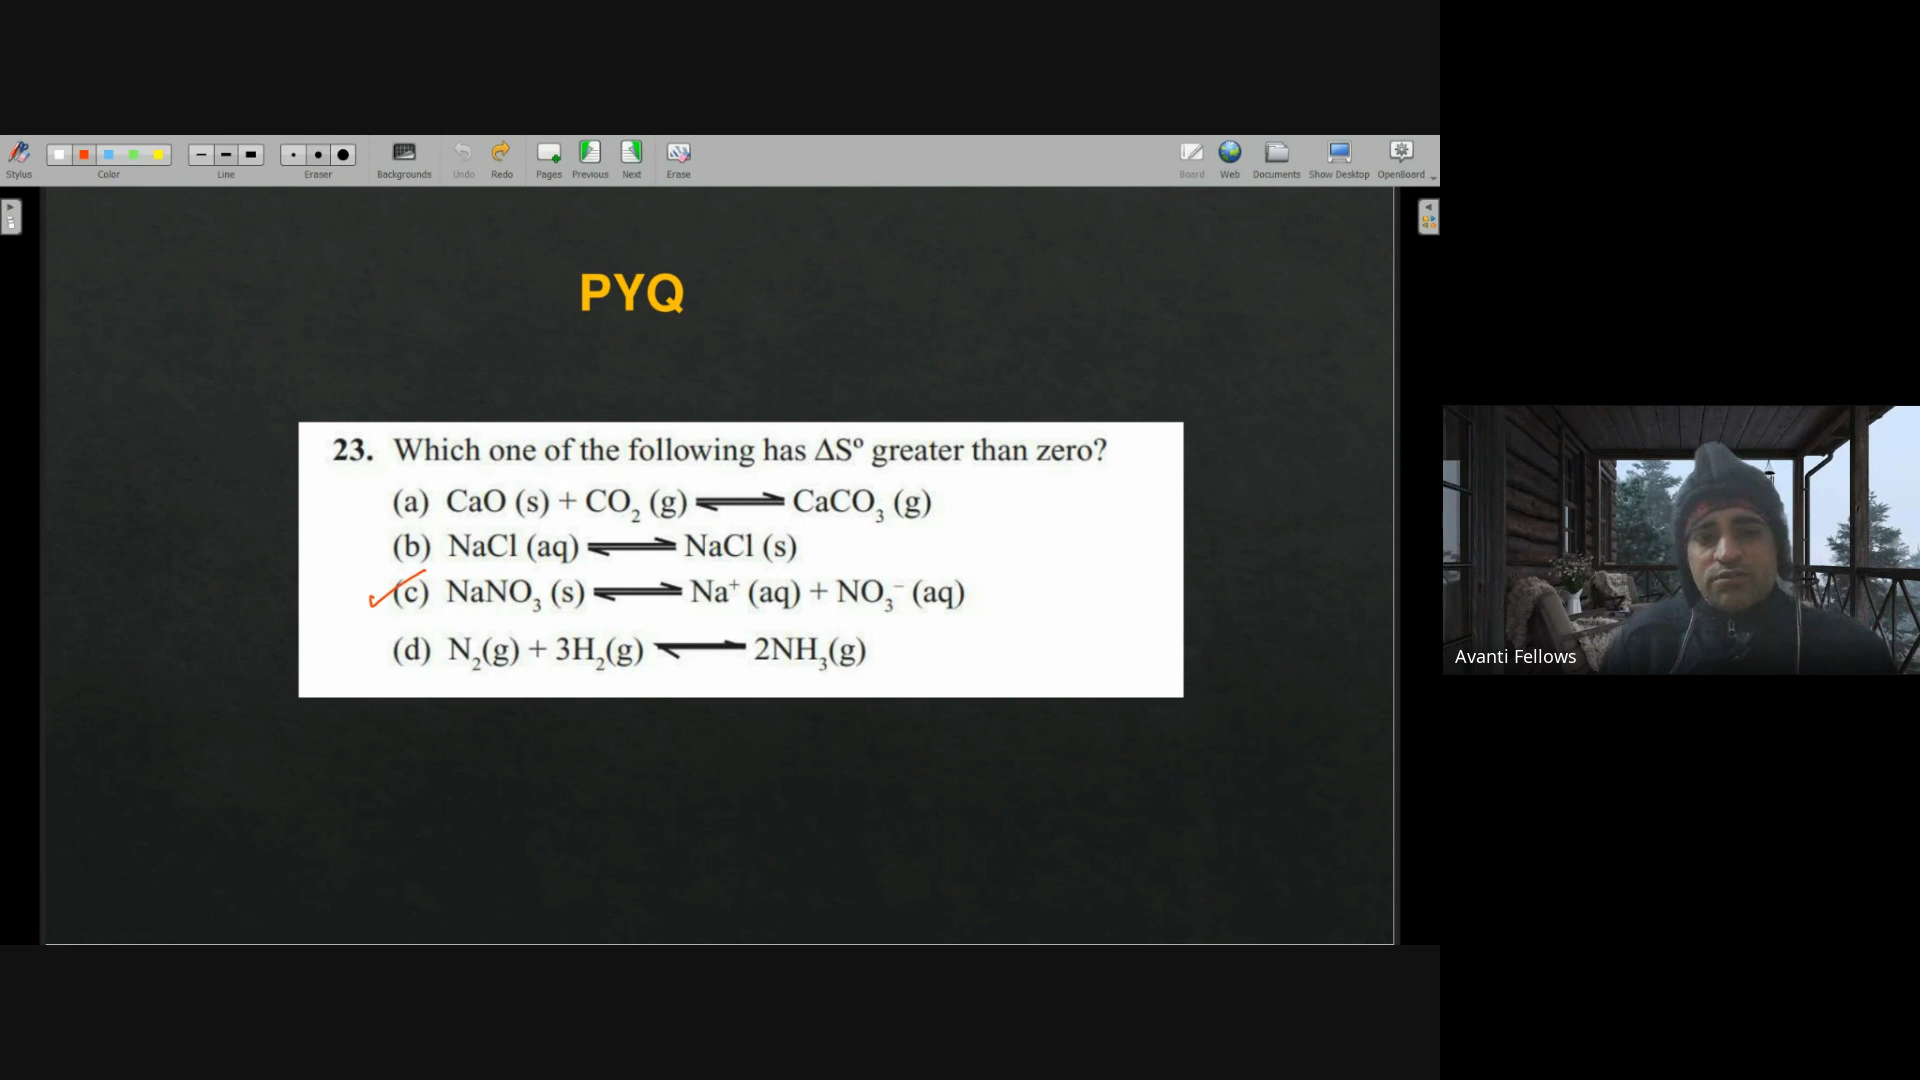 Stylus Color Line Eraser Backgrounds Undo Redo Pages Previous Next Erase Board Web Documents Show Desktop OpenBoard
PYQ
23. Which one of the following has ΔSº greater than zero?
(a) CaO (s) + CO₂ (g) ⇌ CaCO₃ (g)
(b) NaCl (aq) ⇌ NaCl (s)
(c) NaNO₃ (s) ⇌ Na⁺ (aq) + NO₃⁻ (aq)
(d) N₂(g) + 3H₂(g) ⇌ 2NH₃(g)
Avanti Fellows